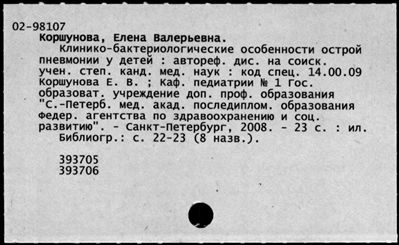 02-98107
Коршунова, Елена Валерьевна.
Клинико-бактериологические особенности острой
пневмонии у детей : автореф. дис. на соиск.
учен. степ. канд. мед. наук : код спец. 14.00.09
Коршунова Е. В. ; Каф. педиатрии № 1 Гос.
образоват. учреждение доп. проф. образования
"С.-Петерб. мед. акад. последиплом. образования
Федер. агентства по здравоохранению и соц.
развитию". - Санкт-Петербург, 2008. - 23 с. : ил.
Библиогр.: с. 22-23 (8 назв.).
393705
393706